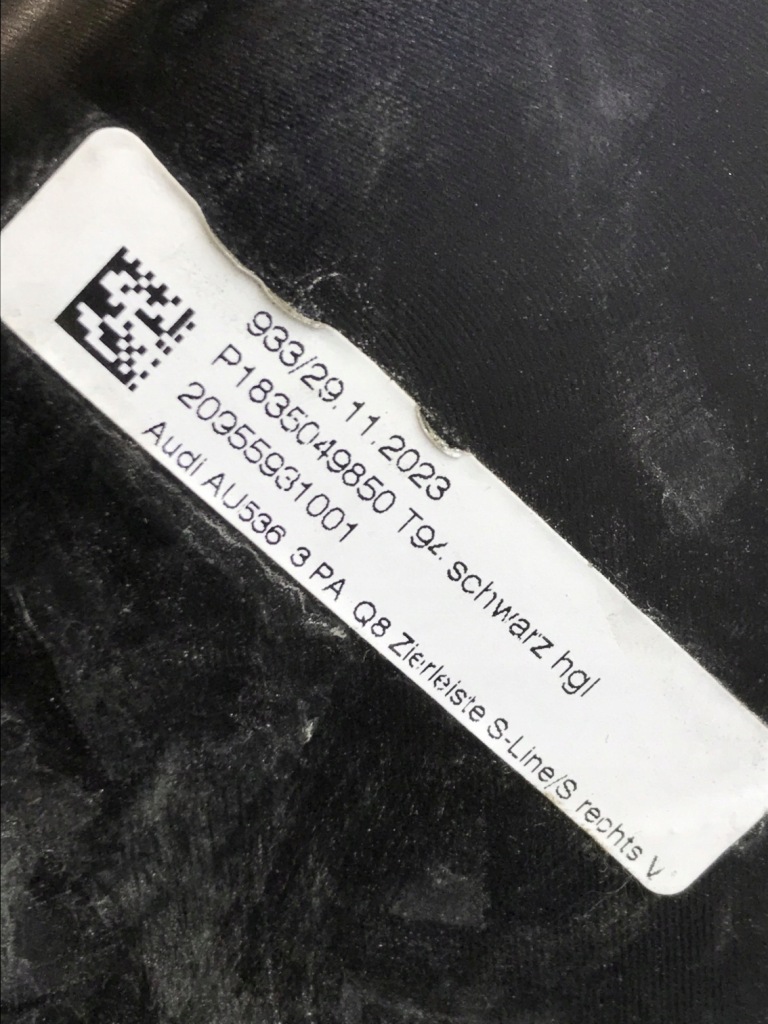 933/29.11.2023
P1835049850 T94 schwarz hgl
20955931001
Audi AU536 3 PA Q8 Zierleiste S-Line/S rechts V